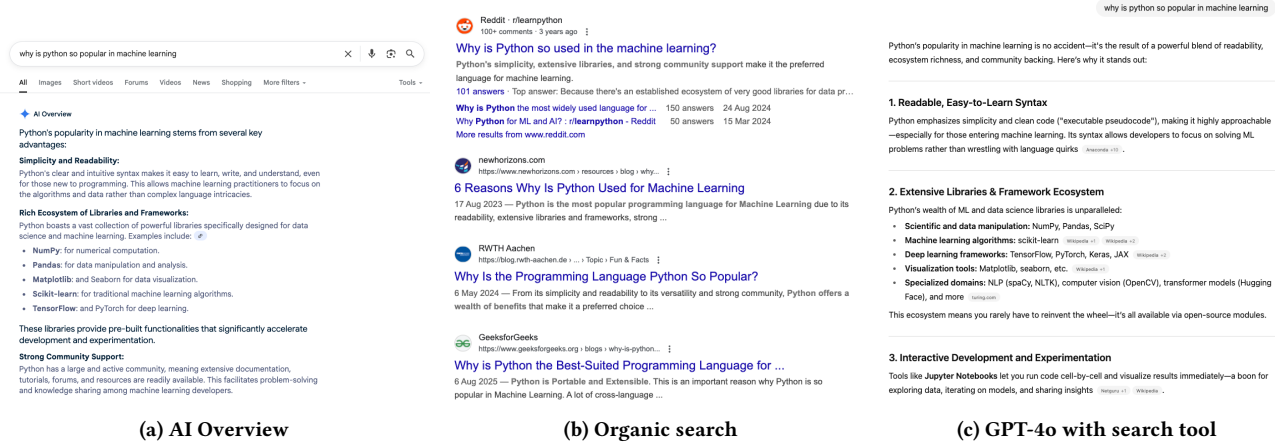 why is python so popular in machine learning
All Images Short videos Forums Videos News Shopping More filters Tools
AI Overview
Python's popularity in machine learning stems from several key
advantages:
Simplicity and Readability:
Python's clear and intuitive syntax makes it easy to learn, write, and understand, even
for those new to programming. This allows machine learning practitioners to focus on
the algorithms and data rather than complex language intricacies.
Rich Ecosystem of Libraries and Frameworks:
Python boasts a vast collection of powerful libraries specifically designed for data
science and machine learning. Examples include:
• NumPy: for numerical computation.
• Pandas: for data manipulation and analysis.
• Matplotlib: and Seaborn for data visualization.
• Scikit-learn: for traditional machine learning algorithms.
• TensorFlow: and PyTorch for deep learning.
These libraries provide pre-built functionalities that significantly accelerate
development and experimentation.
Strong Community Support:
Python has a large and active community, meaning extensive documentation,
tutorials, forums, and resources are readily available. This facilitates problem-solving
and knowledge sharing among machine learning developers.
(a) AI Overview
Reddit · r/learnpython
100+ comments · 3 years ago
Why is Python so used in the machine learning?
Python's simplicity, extensive libraries, and strong community support make it the preferred
language for machine learning.
101 answers · Top answer: Because there's an established ecosystem of very good libraries for data pr…
Why is Python the most widely used language for ... 150 answers 24 Aug 2024
Why Python for ML and AI? : r/learnpython - Reddit 50 answers 15 Mar 2024
More results from www.reddit.com
newhorizons.com
https://www.newhorizons.com › resources › blog › why...
6 Reasons Why Is Python Used for Machine Learning
17 Aug 2023 — Python is the most popular programming language for Machine Learning due to its
readability, extensive libraries and frameworks, strong ...
RWTH Aachen
https://blog.rwth-aachen.de › ... › Topic › Fun & Facts
Why Is the Programming Language Python So Popular?
6 May 2024 — From its simplicity and readability to its versatility and strong community, Python offers a
wealth of benefits that make it a preferred choice ...
GeeksforGeeks
https://www.geeksforgeeks.org › blogs › why-is-python...
Why is Python the Best-Suited Programming Language for ...
6 Aug 2025 — Python is Portable and Extensible. This is an important reason why Python is so
popular in Machine Learning. A lot of cross-language ...
(b) Organic search
why is python so popular in machine learning
Python's popularity in machine learning is no accident—it's the result of a powerful blend of readability,
ecosystem richness, and community backing. Here's why it stands out:
1. Readable, Easy-to-Learn Syntax
Python emphasizes simplicity and clean code ("executable pseudocode"), making it highly approachable
—especially for those entering machine learning. Its syntax allows developers to focus on solving ML
problems rather than wrestling with language quirks Anaconda +10 .
2. Extensive Libraries & Framework Ecosystem
Python's wealth of ML and data science libraries is unparalleled:
• Scientific and data manipulation: NumPy, Pandas, SciPy
• Machine learning algorithms: scikit-learn Wikipedia +1 Wikipedia +2
• Deep learning frameworks: TensorFlow, PyTorch, Keras, JAX Wikipedia +2
• Visualization tools: Matplotlib, seaborn, etc. Wikipedia +1
• Specialized domains: NLP (spaCy, NLTK), computer vision (OpenCV), transformer models (Hugging
Face), and more turing.com
This ecosystem means you rarely have to reinvent the wheel—it's all available via open-source modules.
3. Interactive Development and Experimentation
Tools like Jupyter Notebooks let you run code cell-by-cell and visualize results immediately—a boon for
exploring data, iterating on models, and sharing insights Netguru +1 Wikipedia .
(c) GPT-4o with search tool